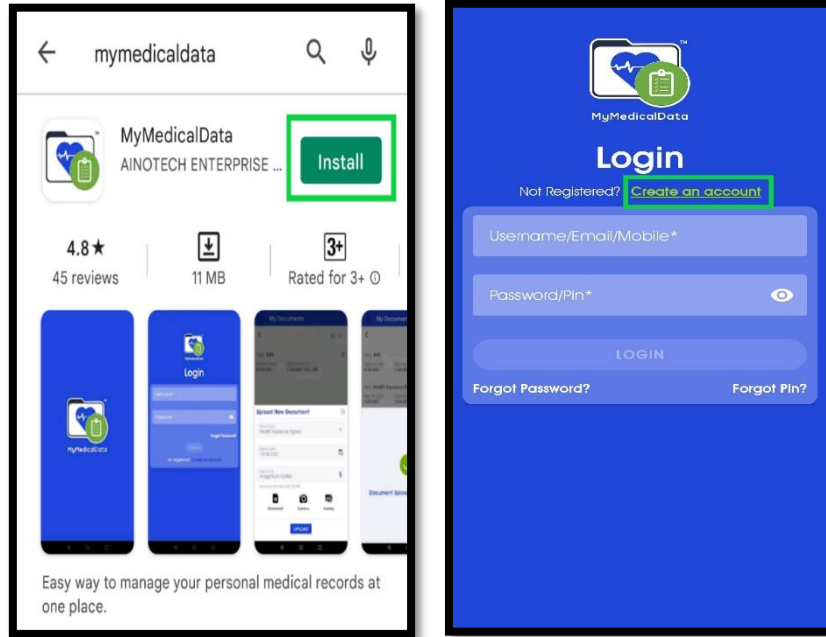 mymedicaldata
MyMedicalData
AINOTECH ENTERPRISE ...
Install
4.8★
45 reviews
11 MB
3+
Rated for 3+
MyMedicalData
Login
My Documents
Upload New Document
UPLOAD
Easy way to manage your personal medical records at
one place.
MyMedicalData
TM
Login
Not Registered? Create an account
Username/Email/Mobile*
Password/Pin*
LOGIN
Forgot Password?
Forgot Pin?